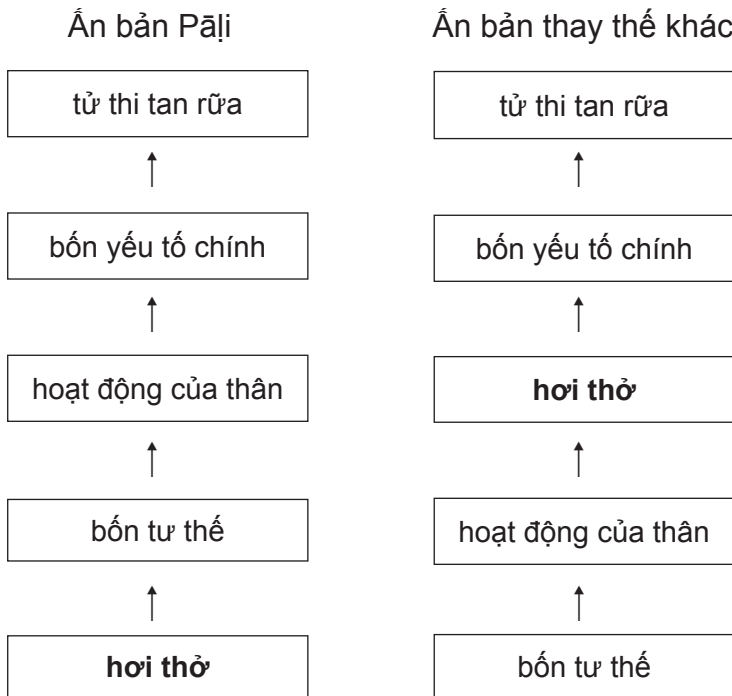 Ấn bản Pāḷi
tử thi tan rữa
bốn yếu tố chính
hoạt động của thân
bốn tư thế
hơi thở
Ấn bản thay thế khác
tử thi tan rữa
bốn yếu tố chính
hơi thở
hoạt động của thân
bốn tư thế